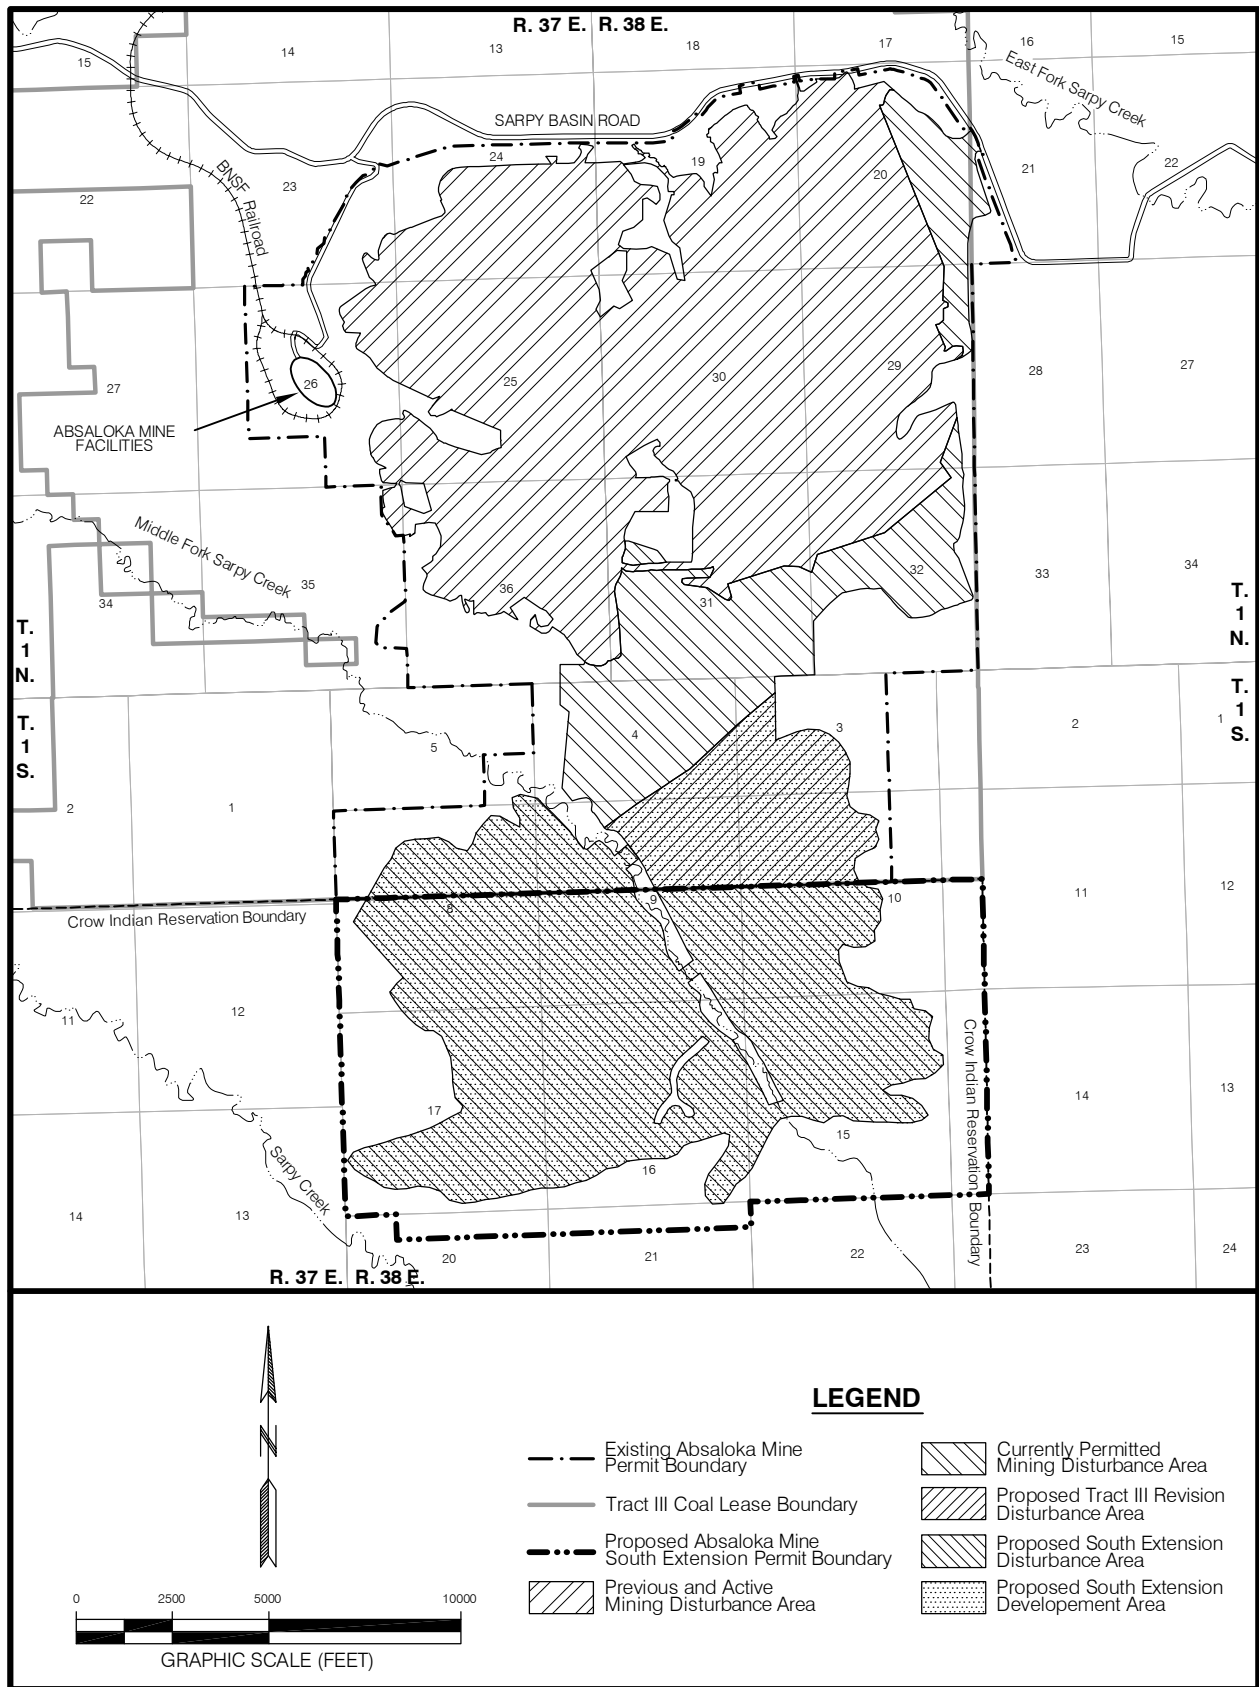 R. 37 E. R. 38 E.
15
14
13
18
17
16
15
East Fork Sarpy Creek
SARPY BASIN ROAD
BNSF Railroad
22
23
24
19
20
21
22
27
26
25
30
29
28
27
ABSALOKA MINE
FACILITIES
Middle Fork Sarpy Creek
34
35
36
31
32
33
34
T.
1
N.
T.
1
N.
T.
1
S.
T.
1
S.
5
4
3
2
1
2
1
8
9
10
11
12
Crow Indian Reservation Boundary
11
12
17
16
15
14
13
Crow Indian Reservation Boundary
Sarpy Creek
14
13
20
21
22
23
24
R. 37 E. R. 38 E.
LEGEND
Existing Absaloka Mine
Permit Boundary
Tract III Coal Lease Boundary
Proposed Absaloka Mine
South Extension Permit Boundary
Previous and Active
Mining Disturbance Area
Currently Permitted
Mining Disturbance Area
Proposed Tract III Revision
Disturbance Area
Proposed South Extension
Disturbance Area
Proposed South Extension
Developement Area
N
0 2500 5000 10000
GRAPHIC SCALE (FEET)